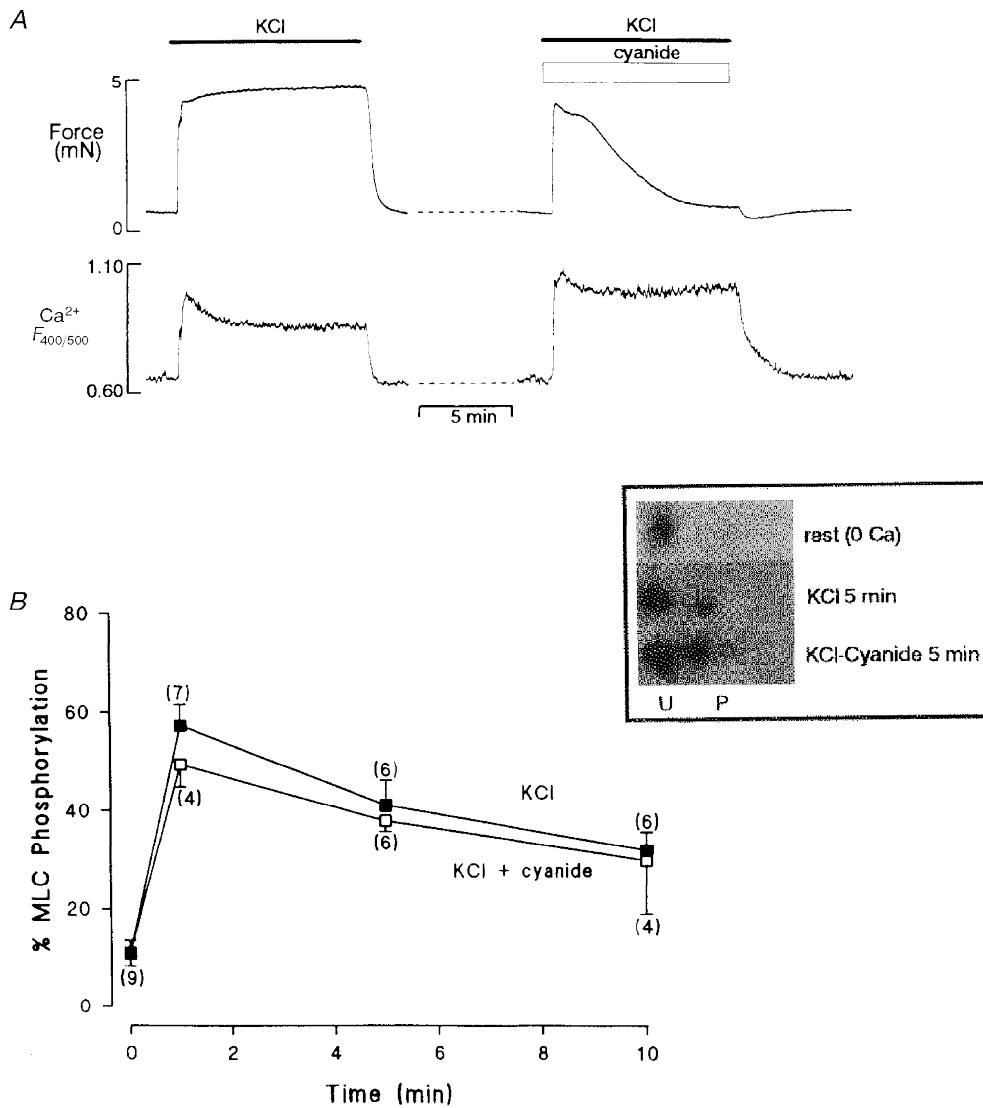 A
KCl
KCl
cyanide
5
Force
(mN)
0
1.10
Ca2+
F400/500
0.60
5 min
rest (0 Ca)
KCl 5 min
KCl-Cyanide 5 min
U P
B
80
60
40
20
0
% MLC Phosphorylation
(7)
(4)
(6)
(6)
(6)
(4)
(9)
KCl
KCl + cyanide
0 2 4 6 8 10
Time (min)